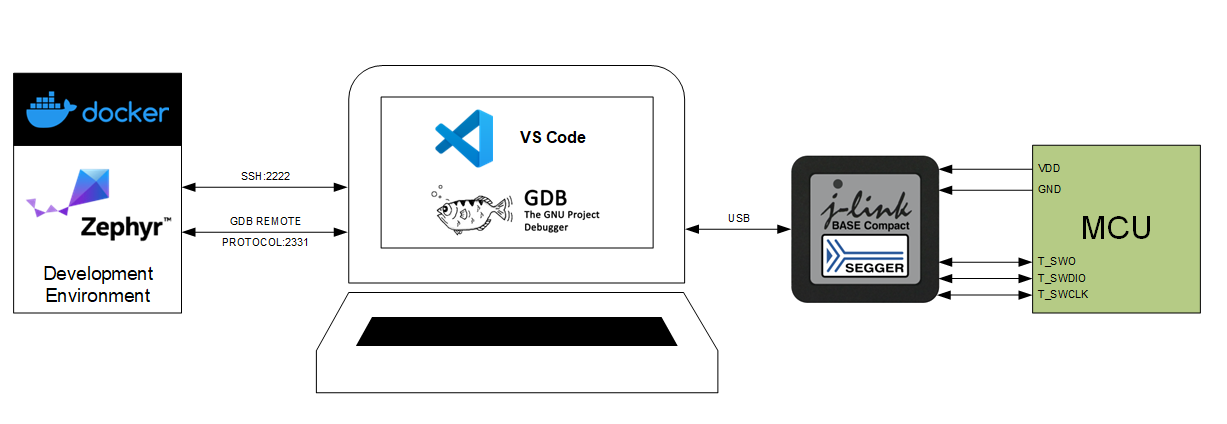 docker
Zephyr™
Development
Environment
SSH:2222
GDB REMOTE
PROTOCOL:2331
VS Code
GDB
The GNU Project
Debugger
USB
j-link
BASE Compact
SEGGER
VDD
GND
MCU
T_SWO
T_SWDIO
T_SWCLK